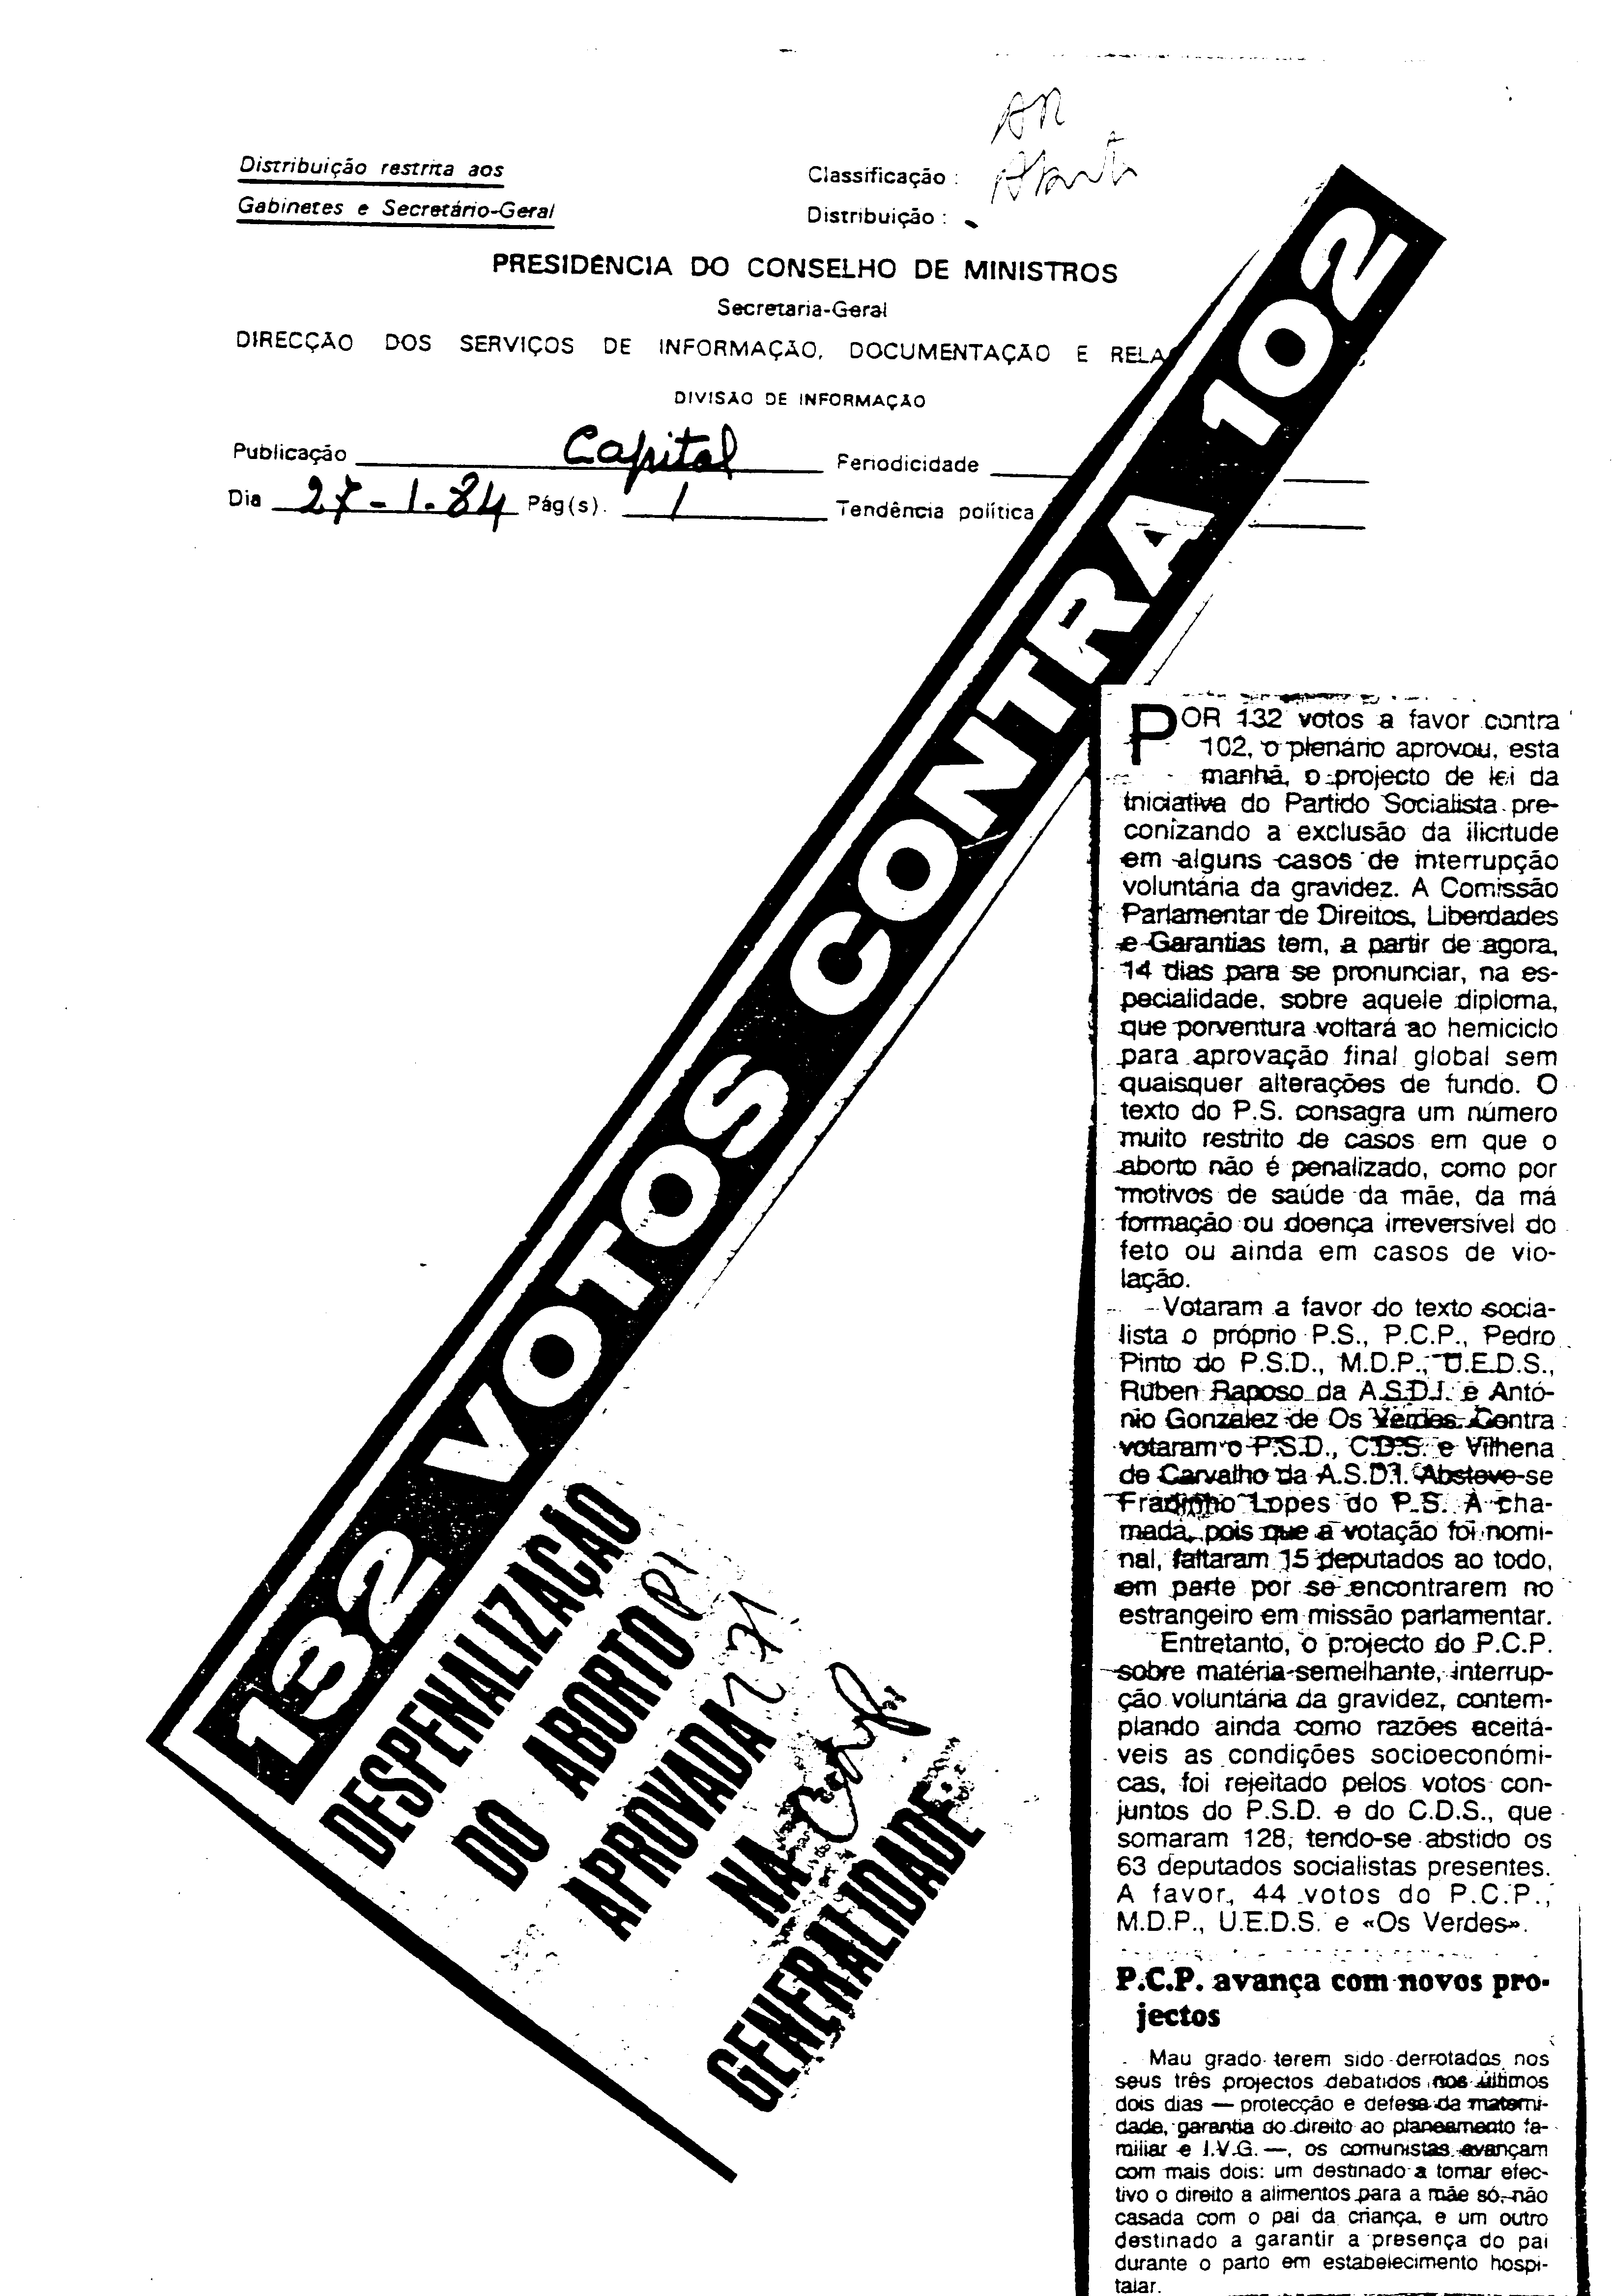 Distribuição restrita aos
Gabinetes e Secretário-Geral
Classificação :
AR
Distribuição :
PRESIDÊNCIA DO CONSELHO DE MINISTROS
Secretaria-Geral
DIRECÇÃO DOS SERVIÇOS DE INFORMAÇÃO, DOCUMENTAÇÃO E RELA
DIVISÃO DE INFORMAÇÃO
Publicação Capital Periodicidade
Dia 27-1-84 Pág(s). 1 Tendência política
132 VOTOS CONTRA 102
DESPENALIZAÇÃO
DO ABORTO
APROVADA
NA
GENERALIDADE
POR 132 votos a favor contra
102, o plenário aprovou, esta
manhã, o projecto de lei da
iniciativa do Partido Socialista pre-
conizando a exclusão da ilicitude
em alguns casos de interrupção
voluntária da gravidez. A Comissão
Parlamentar de Direitos, Liberdades
e Garantias tem, a partir de agora,
14 dias para se pronunciar, na es-
pecialidade, sobre aquele diploma,
que porventura voltará ao hemiciclo
para aprovação final global sem
quaisquer alterações de fundo. O
texto do P.S. consagra um número
muito restrito de casos em que o
aborto não é penalizado, como por
motivos de saúde da mãe, da má
formação ou doença irreversível do
feto ou ainda em casos de vio-
lação.
Votaram a favor do texto socia-
lista o próprio P.S., P.C.P., Pedro
Pinto do P.S.D., M.D.P., U.E.D.S.,
Rúben Raposo da A.S.D.I. e Antó-
nio Gonzalez de Os Verdes. Contra
votaram o P.S.D., C.D.S. e Vilhena
de Carvalho da A.S.D.I. Absteve-se
Fradinho Lopes do P.S. À cha-
mada, pois que a votação foi nomi-
nal, faltaram 15 deputados ao todo,
em parte por se encontrarem no
estrangeiro em missão parlamentar.
Entretanto, o projecto do P.C.P.
sobre matéria semelhante, interrup-
ção voluntária da gravidez, contem-
plando ainda como razões aceitá-
veis as condições socioeconómi-
cas, foi rejeitado pelos votos con-
juntos do P.S.D. e do C.D.S., que
somaram 128, tendo-se abstido os
63 deputados socialistas presentes.
A favor, 44 votos do P.C.P.,
M.D.P., U.E.D.S. e «Os Verdes».
P.C.P. avança com novos pro-
jectos
Mau grado terem sido derrotados nos
seus três projectos debatidos nos últimos
dois dias — protecção e defesa da materni-
dade, garantia do direito ao planeamento fa-
miliar e I.V.G. —, os comunistas avançam
com mais dois: um destinado a tornar efec-
tivo o direito a alimentos para a mãe só, não
casada com o pai da criança, e um outro
destinado a garantir a presença do pai
durante o parto em estabelecimento hospi-
talar.